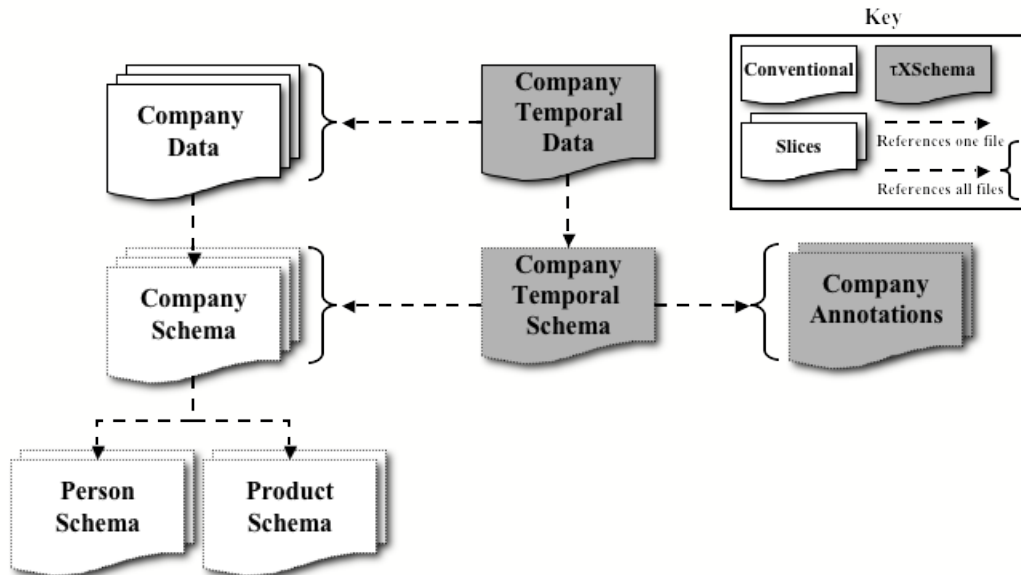 Key
Conventional
τXSchema
Slices
References one file
References all files
Company
Data
Company
Temporal
Data
Company
Schema
Company
Temporal
Schema
Company
Annotations
Person
Schema
Product
Schema